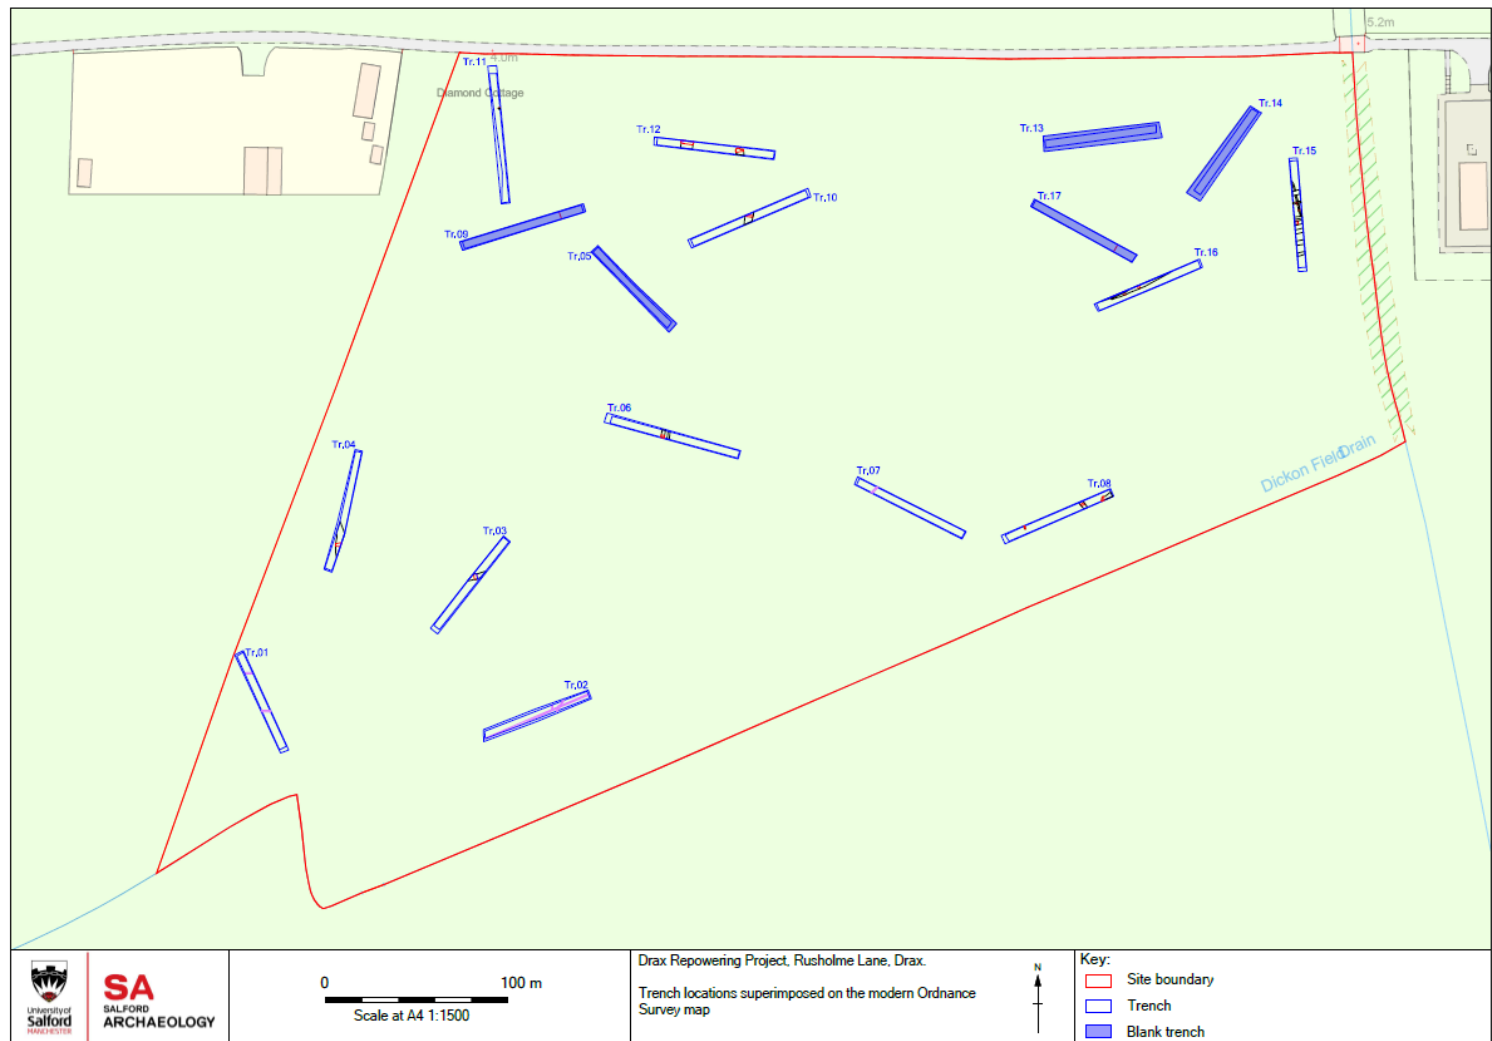 5.2m
Tr.11
4.0m
Diamond Cottage
Tr.12
Tr.13
Tr.14
Tr.15
Tr.10
Tr.17
Tr.09
Tr.05
Tr.16
Tr.06
Tr.04
Tr.07
Tr.08
Dickon Field Drain
Tr.03
Tr.01
Tr.02
University of
Salford
MANCHESTER
SA
SALFORD
ARCHAEOLOGY
0 100 m
Scale at A4 1:1500
Drax Repowering Project, Rusholme Lane, Drax.
Trench locations superimposed on the modern Ordnance
Survey map
N
Key:
Site boundary
Trench
Blank trench